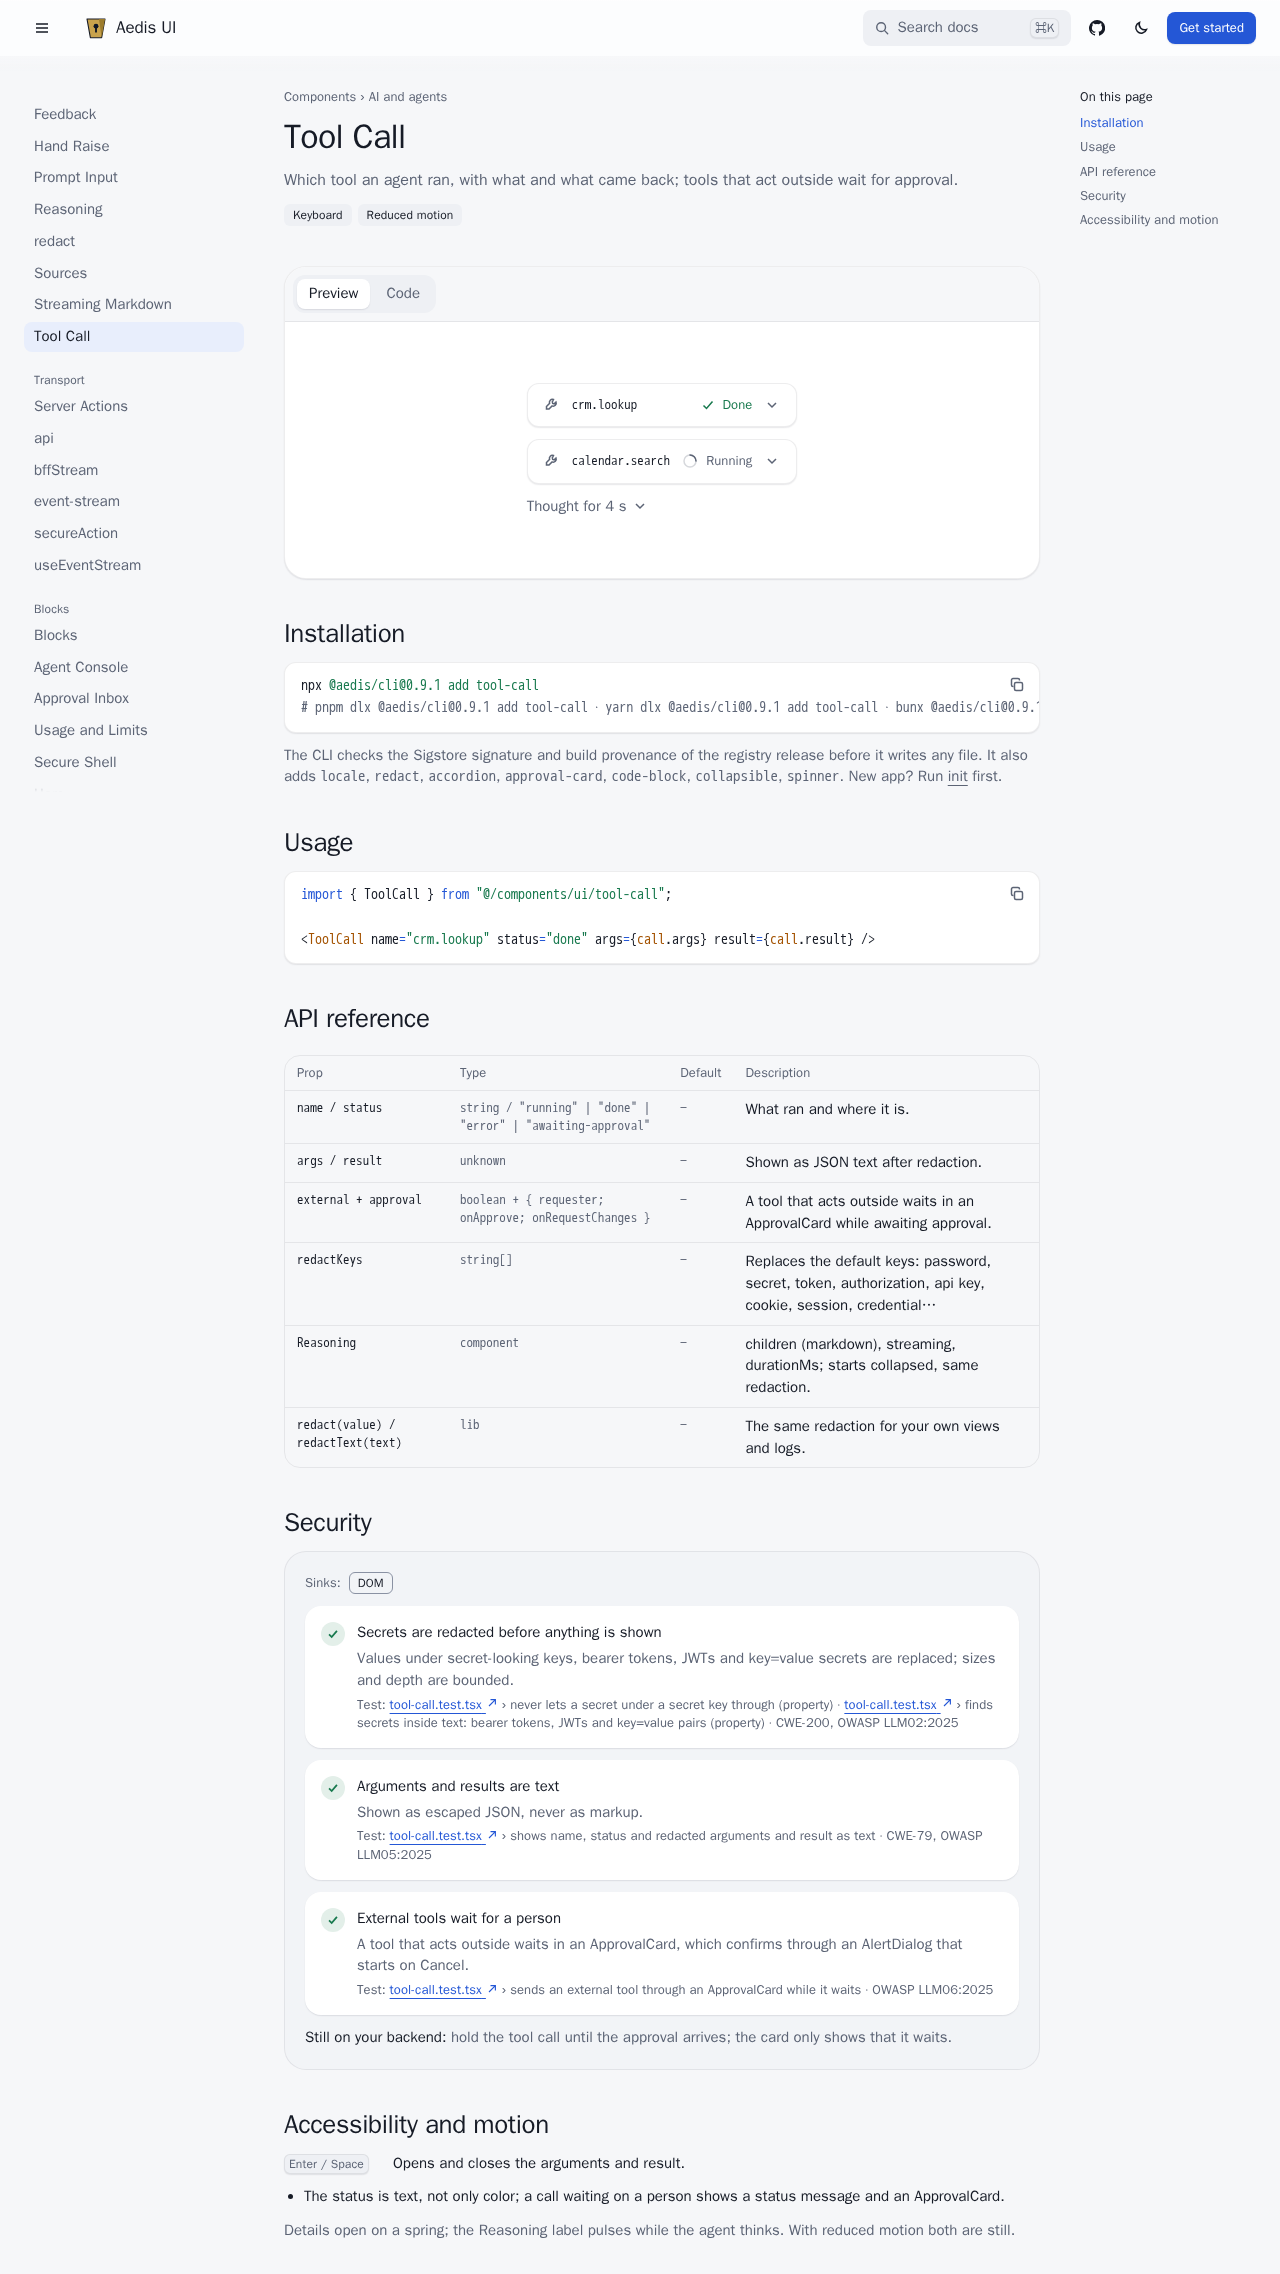 Aedis UI
Search docs
⌘K
Get started
Feedback
Hand Raise
Prompt Input
Reasoning
redact
Sources
Streaming Markdown
Tool Call
Transport
Server Actions
api
bffStream
event-stream
secureAction
useEventStream
Blocks
Blocks
Agent Console
Approval Inbox
Usage and Limits
Secure Shell
Components › AI and agents
Tool Call
Which tool an agent ran, with what and what came back; tools that act outside wait for approval.
Keyboard
Reduced motion
Preview
Code
crm.lookup
Done
calendar.search
Running
Thought for 4 s
Installation
npx @aedis/cli@0.9.1 add tool-call
# pnpm dlx @aedis/cli@0.9.1 add tool-call · yarn dlx @aedis/cli@0.9.1 add tool-call · bunx @aedis/cli@0.9.1
The CLI checks the Sigstore signature and build provenance of the registry release before it writes any file. It also
adds locale, redact, accordion, approval-card, code-block, collapsible, spinner. New app? Run init first.
Usage
import { ToolCall } from "@/components/ui/tool-call";
<ToolCall name="crm.lookup" status="done" args={call.args} result={call.result} />
API reference
Prop
Type
Default
Description
name / status
string / "running" | "done" |
"error" | "awaiting-approval"
—
What ran and where it is.
args / result
unknown
—
Shown as JSON text after redaction.
external + approval
boolean + { requester;
onApprove; onRequestChanges }
—
A tool that acts outside waits in an
ApprovalCard while awaiting approval.
redactKeys
string[]
—
Replaces the default keys: password,
secret, token, authorization, api key,
cookie, session, credential…
Reasoning
component
—
children (markdown), streaming,
durationMs; starts collapsed, same
redaction.
redact(value) /
redactText(text)
lib
—
The same redaction for your own views
and logs.
Security
Sinks: DOM
Secrets are redacted before anything is shown
Values under secret-looking keys, bearer tokens, JWTs and key=value secrets are replaced; sizes
and depth are bounded.
Test: tool-call.test.tsx ↗ › never lets a secret under a secret key through (property) · tool-call.test.tsx ↗ › finds
secrets inside text: bearer tokens, JWTs and key=value pairs (property) · CWE-200, OWASP LLM02:2025
Arguments and results are text
Shown as escaped JSON, never as markup.
Test: tool-call.test.tsx ↗ › shows name, status and redacted arguments and result as text · CWE-79, OWASP
LLM05:2025
External tools wait for a person
A tool that acts outside waits in an ApprovalCard, which confirms through an AlertDialog that
starts on Cancel.
Test: tool-call.test.tsx ↗ › sends an external tool through an ApprovalCard while it waits · OWASP LLM06:2025
Still on your backend: hold the tool call until the approval arrives; the card only shows that it waits.
Accessibility and motion
Enter / Space
Opens and closes the arguments and result.
• The status is text, not only color; a call waiting on a person shows a status message and an ApprovalCard.
Details open on a spring; the Reasoning label pulses while the agent thinks. With reduced motion both are still.
On this page
Installation
Usage
API reference
Security
Accessibility and motion